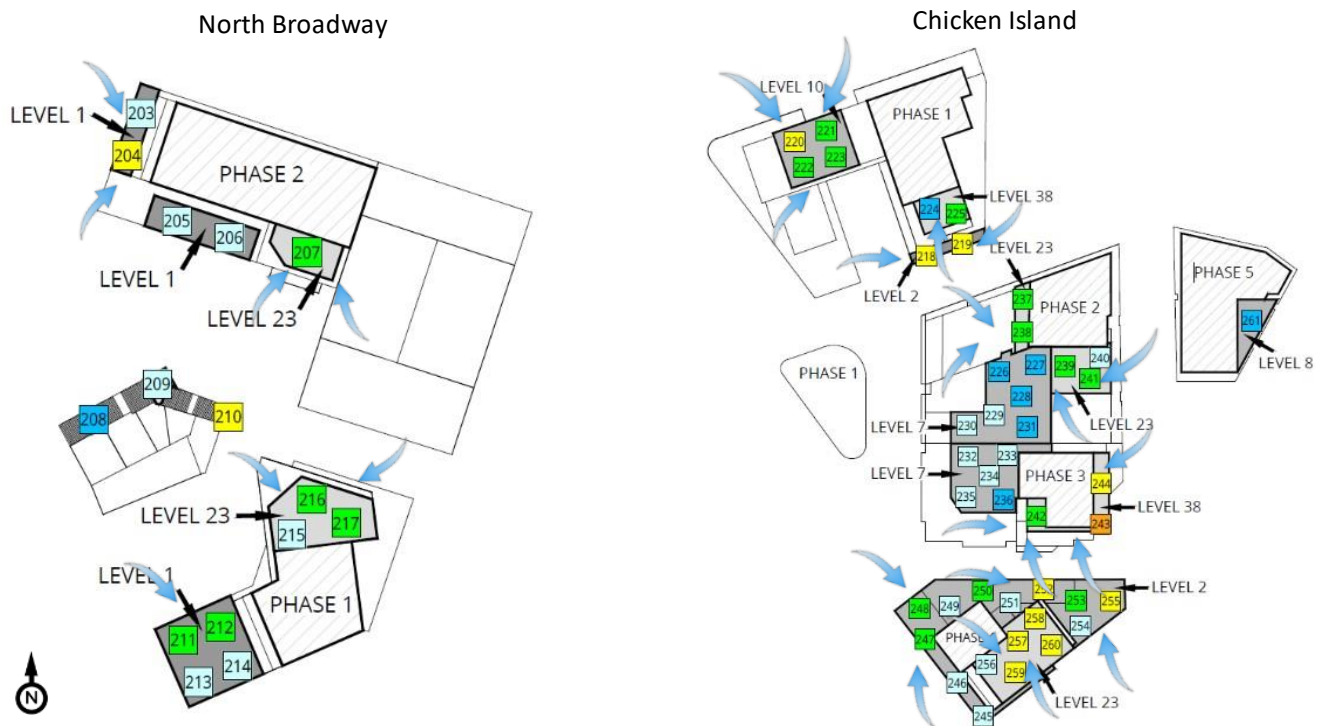 North Broadway
LEVEL 1
203
204
PHASE 2
205
206
207
LEVEL 1
LEVEL 23
208
209
210
LEVEL 23
216
217
215
LEVEL 1
PHASE 1
211
212
213
214
N
Chicken Island
LEVEL 10
220
221
222
223
PHASE 1
LEVEL 38
224
225
218
219
LEVEL 23
LEVEL 2
237
238
PHASE 2
PHASE 5
261
LEVEL 8
PHASE 1
226
227
239
240
241
228
229
230
231
LEVEL 7
LEVEL 23
232
233
234
235
236
LEVEL 7
PHASE 3
244
242
243
LEVEL 38
LEVEL 2
248
249
250
251
253
255
254
247
258
257
260
256
259
246
245
LEVEL 23